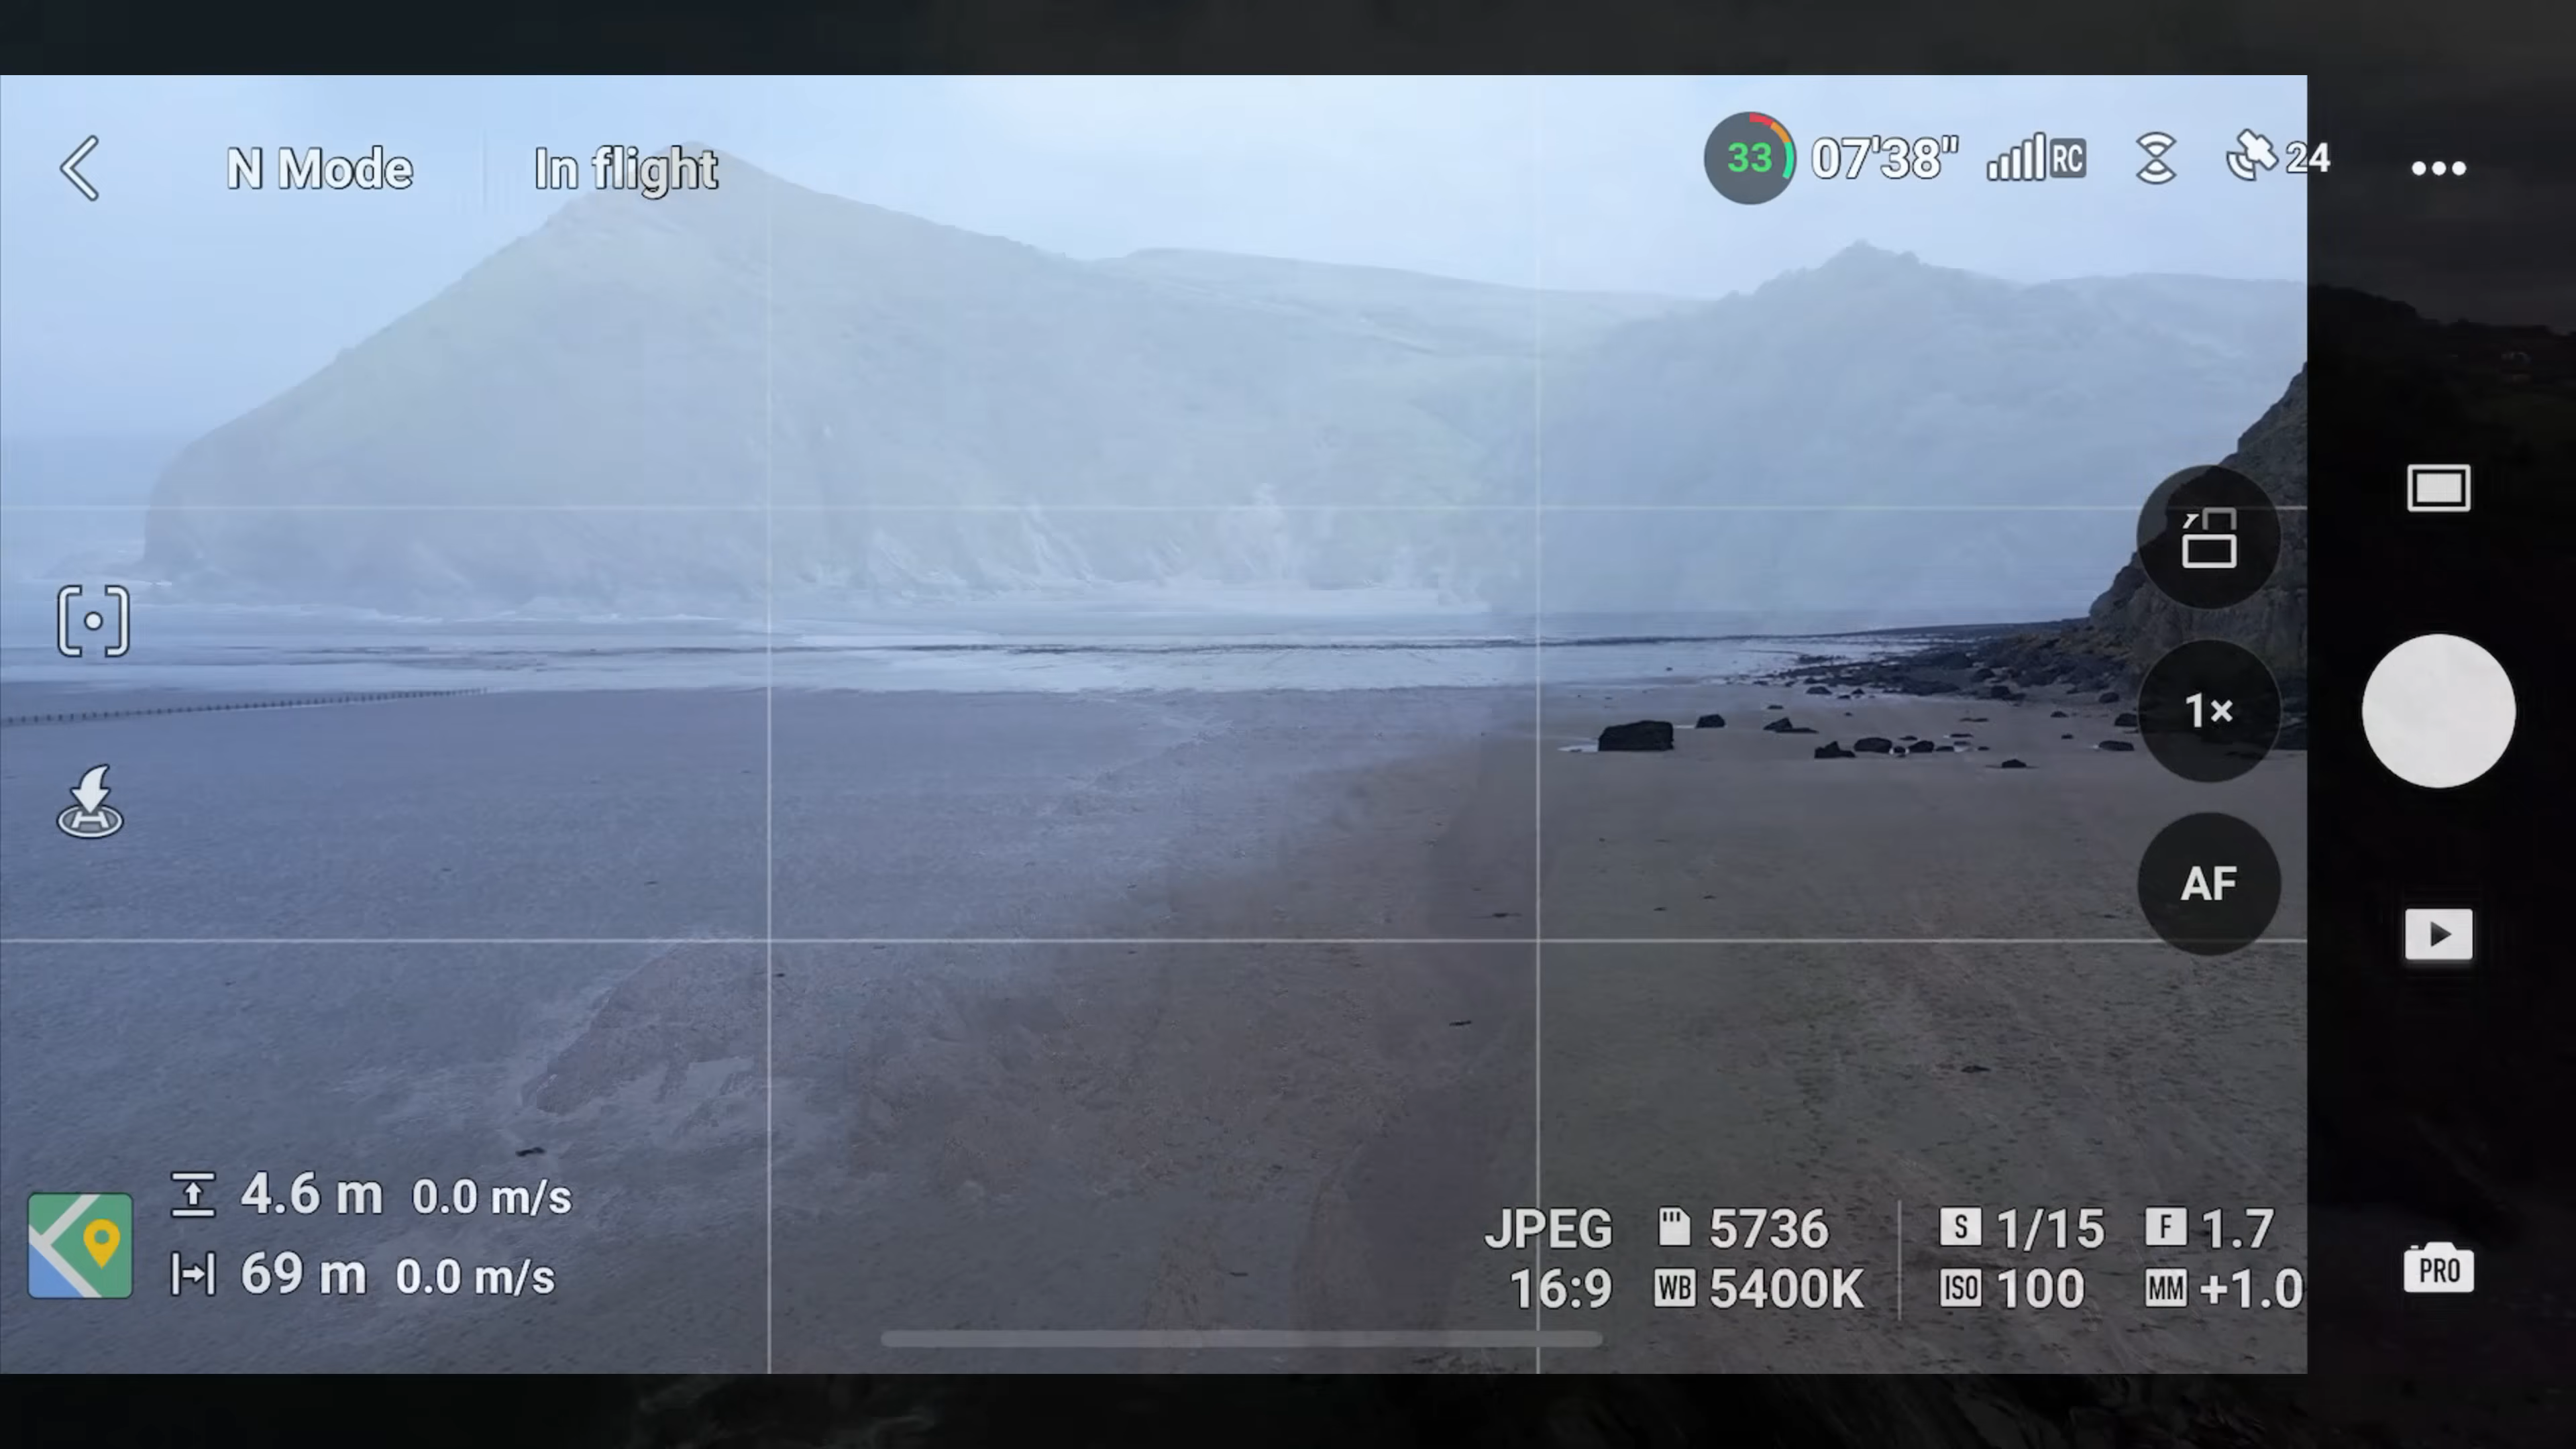 N Mode In flight 33 07'38" RC 24
1×
AF
4.6 m 0.0 m/s
69 m 0.0 m/s
JPEG 5736 S 1/15 F 1.7
16:9 WB 5400K ISO 100 MM +1.0
PRO